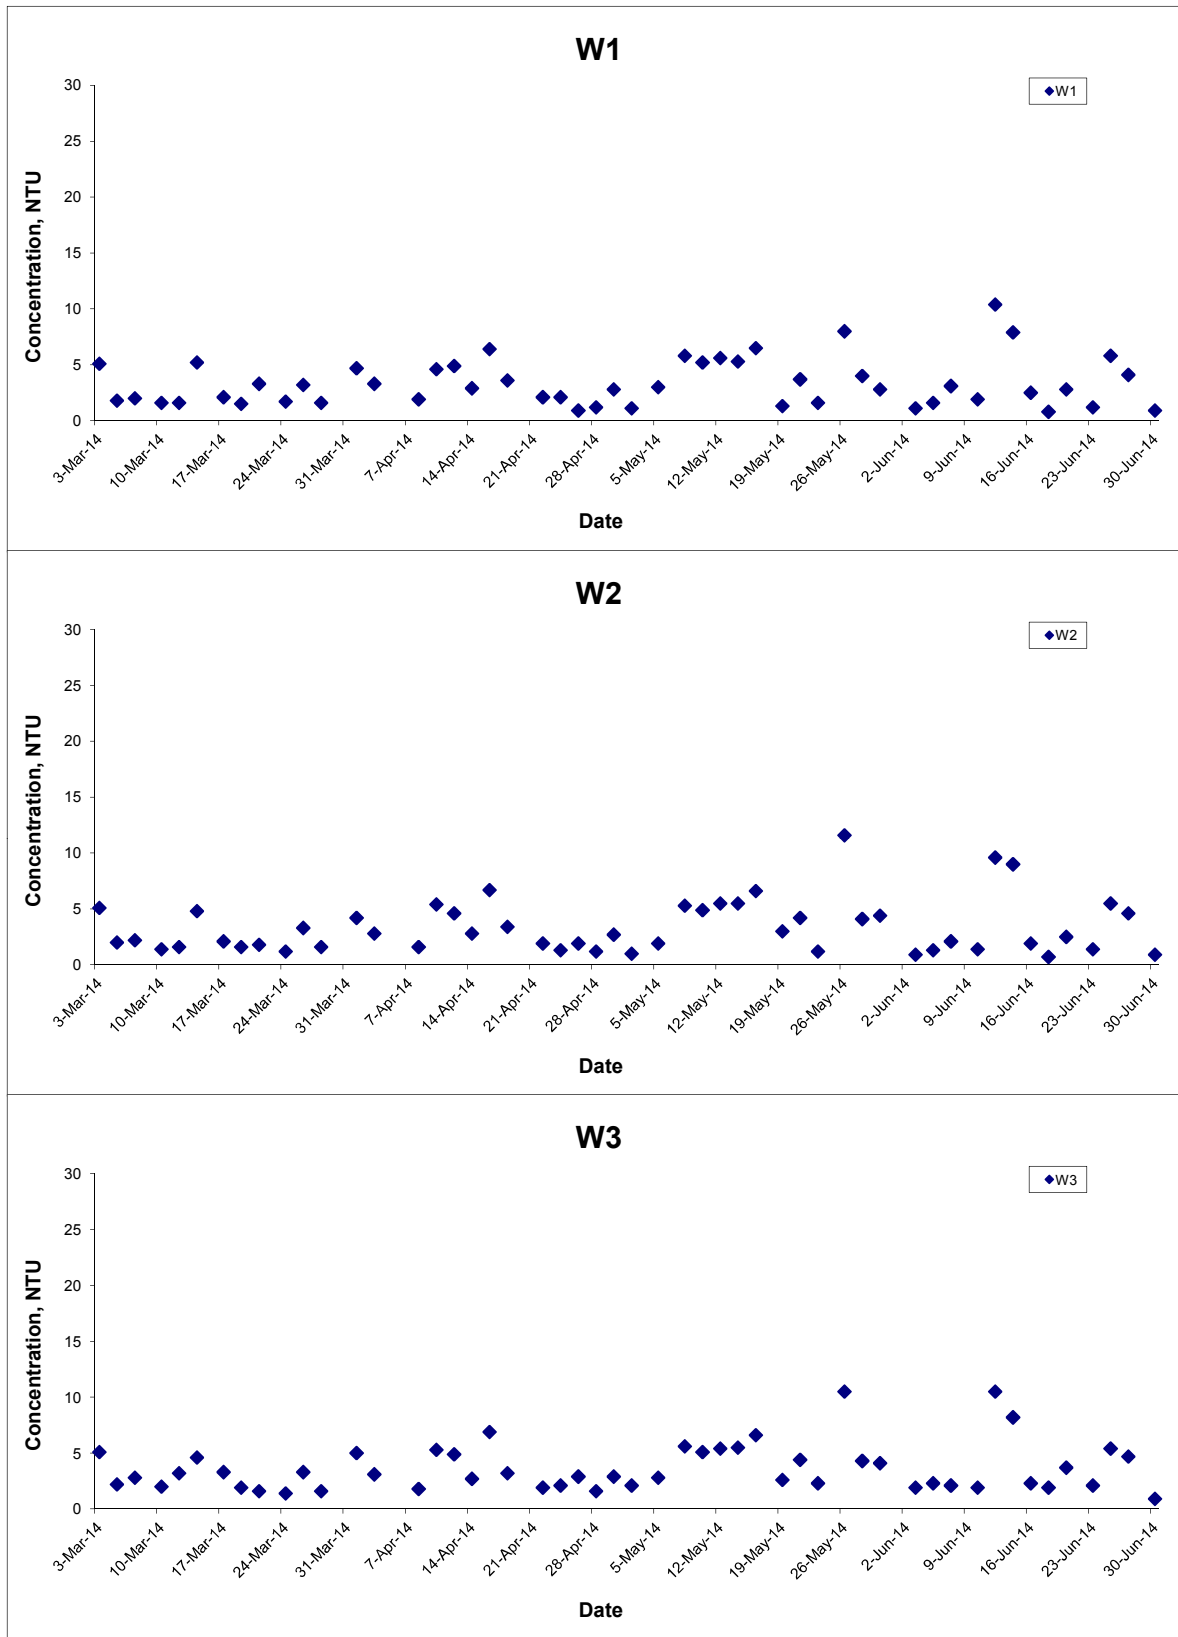 W1
W1
30
25
20
15
10
5
0
Concentration, NTU
3-Mar-14 10-Mar-14 17-Mar-14 24-Mar-14 31-Mar-14 7-Apr-14 14-Apr-14 21-Apr-14 28-Apr-14 5-May-14 12-May-14 19-May-14 26-May-14 2-Jun-14 9-Jun-14 16-Jun-14 23-Jun-14 30-Jun-14
Date
W2
W2
30
25
20
15
10
5
0
Concentration, NTU
3-Mar-14 10-Mar-14 17-Mar-14 24-Mar-14 31-Mar-14 7-Apr-14 14-Apr-14 21-Apr-14 28-Apr-14 5-May-14 12-May-14 19-May-14 26-May-14 2-Jun-14 9-Jun-14 16-Jun-14 23-Jun-14 30-Jun-14
Date
W3
W3
30
25
20
15
10
5
0
Concentration, NTU
3-Mar-14 10-Mar-14 17-Mar-14 24-Mar-14 31-Mar-14 7-Apr-14 14-Apr-14 21-Apr-14 28-Apr-14 5-May-14 12-May-14 19-May-14 26-May-14 2-Jun-14 9-Jun-14 16-Jun-14 23-Jun-14 30-Jun-14
Date